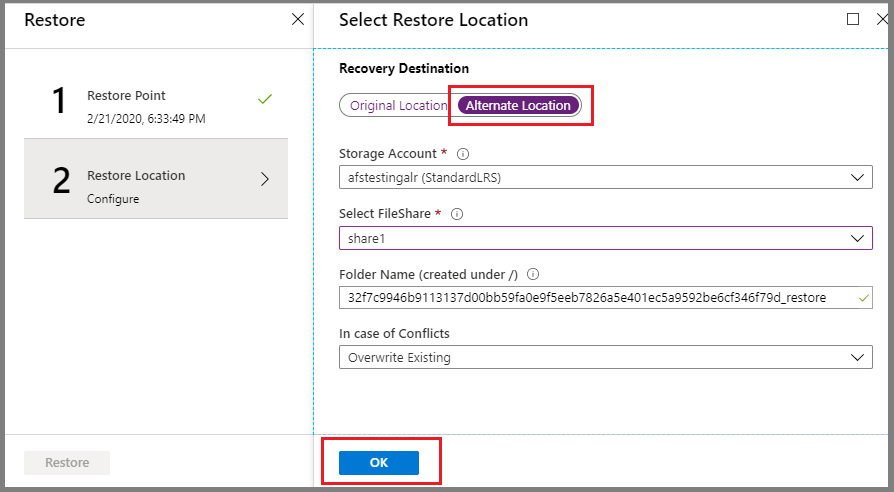 Restore
1
Restore Point
2/21/2020, 6:33:49 PM
2
Restore Location
Configure
Restore
Select Restore Location
Recovery Destination
Original Location
Alternate Location
Storage Account *
afstestingalr (StandardLRS)
Select FileShare *
share1
Folder Name (created under /)
32f7c9946b9113137d00bb59fa0e9f5eeb7826a5e401ec5a9592be6cf346f79d_restore
In case of Conflicts
Overwrite Existing
OK